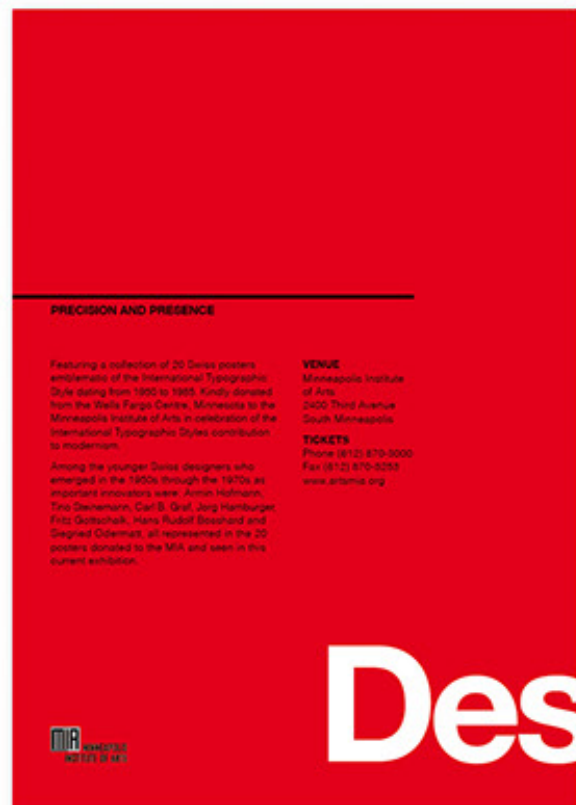 PRECISION AND PRESENCE
Featuring a collection of 20 Swiss posters
emblematic of the International Typographic
Style dating from 1950 to 1985. Kindly donated
from the Wells Fargo Centre, Minnesota to the
Minneapolis Institute of Arts in celebration of the
International Typographic Styles contribution
to modernism.
Among the younger Swiss designers who
emerged in the 1950s through the 1970s as
important innovators were: Armin Hofmann,
Tino Steinemann, Carl B. Graf, Jorg Hamburger,
Fritz Gottschalk, Hans Rudolf Bosshard and
Siegfried Odermatt, all represented in the 20
posters donated to the MIA and seen in this
current exhibition.
VENUE
Minneapolis Institute
of Arts
2400 Third Avenue
South Minneapolis
TICKETS
Phone (612) 870-3000
Fax (612) 870-3253
www.artsmia.org
Des
MIA MINNEAPOLIS
INSTITUTE OF ARTS